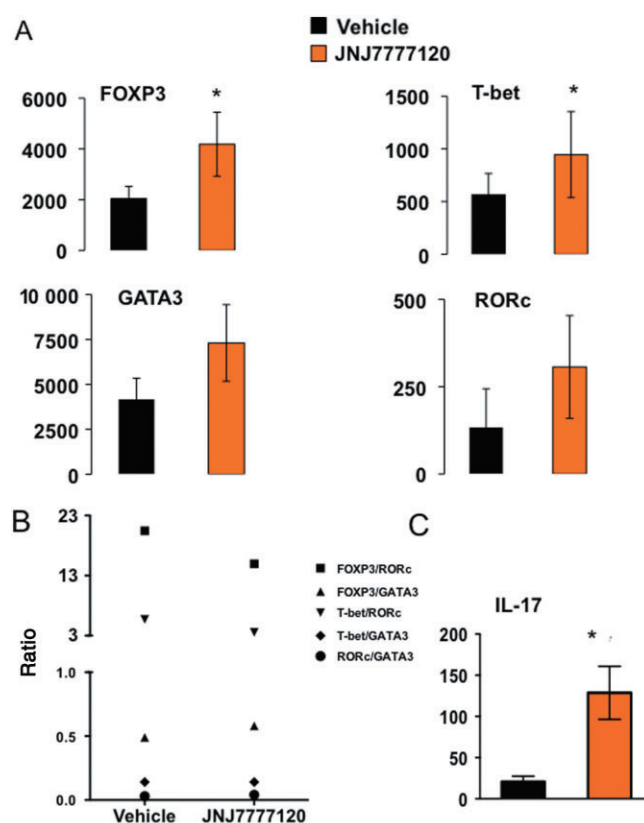 A
Vehicle
JNJ7777120
FOXP3
*
6000
4000
2000
0
T-bet
*
1500
1000
500
0
GATA3
10 000
7500
5000
2500
0
RORc
500
250
0
B
23
13
3
1.0
0.5
0.0
Ratio
Vehicle
JNJ7777120
FOXP3/RORc
FOXP3/GATA3
T-bet/RORc
T-bet/GATA3
RORc/GATA3
C
IL-17
*
200
150
100
50
0